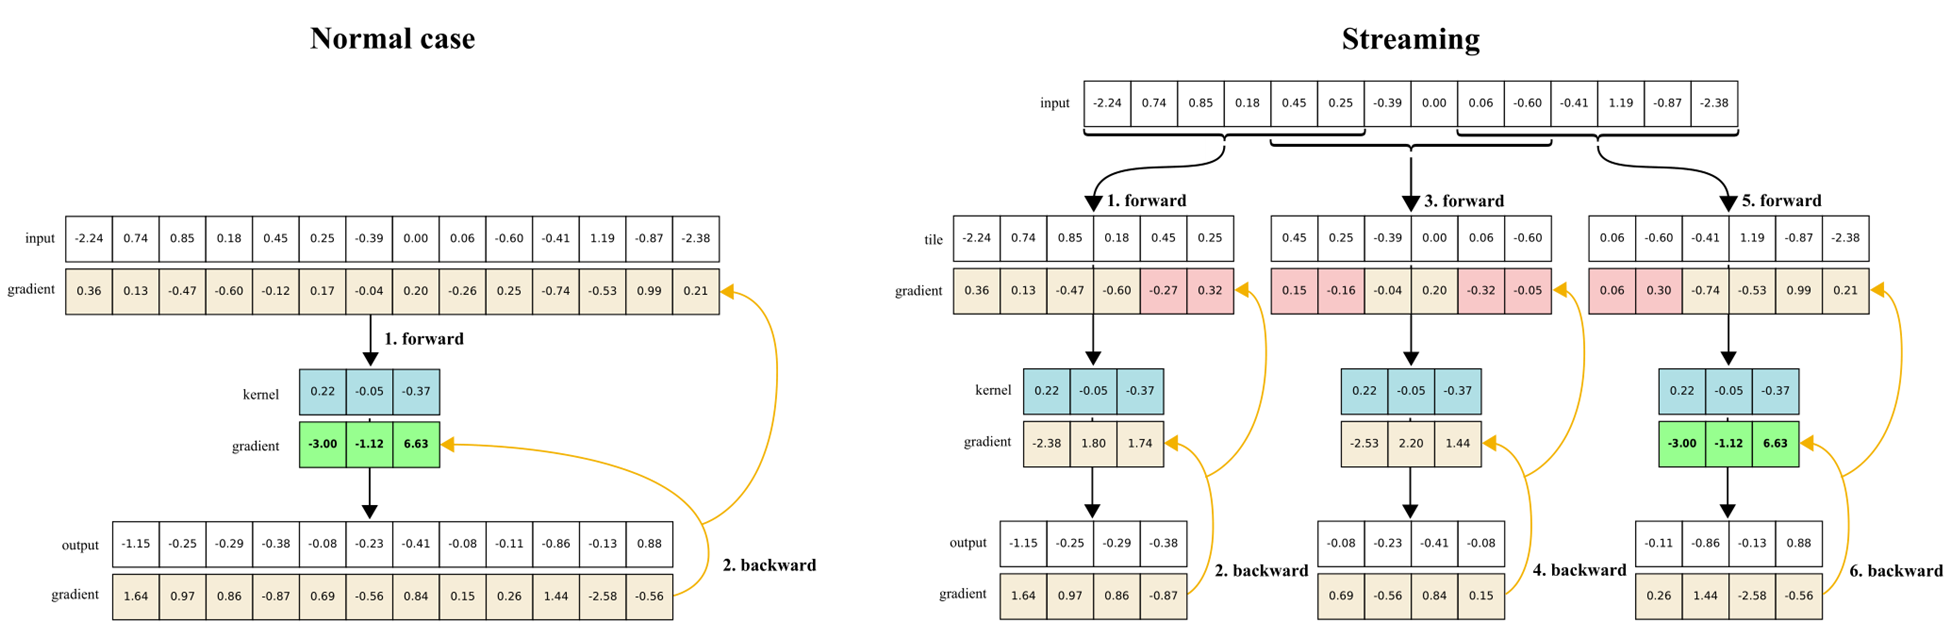 Normal case
input -2.24 0.74 0.85 0.18 0.45 0.25 -0.39 0.00 0.06 -0.60 -0.41 1.19 -0.87 -2.38
gradient 0.36 0.13 -0.47 -0.60 -0.12 0.17 -0.04 0.20 -0.26 0.25 -0.74 -0.53 0.99 0.21
1. forward
kernel 0.22 -0.05 -0.37
gradient -3.00 -1.12 6.63
output -1.15 -0.25 -0.29 -0.38 -0.08 -0.23 -0.41 -0.08 -0.11 -0.86 -0.13 0.88
2. backward
gradient 1.64 0.97 0.86 -0.87 0.69 -0.56 0.84 0.15 0.26 1.44 -2.58 -0.56
Streaming
input -2.24 0.74 0.85 0.18 0.45 0.25 -0.39 0.00 0.06 -0.60 -0.41 1.19 -0.87 -2.38
1. forward 3. forward 5. forward
tile -2.24 0.74 0.85 0.18 0.45 0.25 0.45 0.25 -0.39 0.00 0.06 -0.60 0.06 -0.60 -0.41 1.19 -0.87 -2.38
gradient 0.36 0.13 -0.47 -0.60 -0.27 0.32 0.15 -0.16 -0.04 0.20 -0.32 -0.05 0.06 0.30 -0.74 -0.53 0.99 0.21
kernel 0.22 -0.05 -0.37 0.22 -0.05 -0.37 0.22 -0.05 -0.37
gradient -2.38 1.80 1.74 -2.53 2.20 1.44 -3.00 -1.12 6.63
output -1.15 -0.25 -0.29 -0.38 -0.08 -0.23 -0.41 -0.08 -0.11 -0.86 -0.13 0.88
2. backward 4. backward 6. backward
gradient 1.64 0.97 0.86 -0.87 0.69 -0.56 0.84 0.15 0.26 1.44 -2.58 -0.56